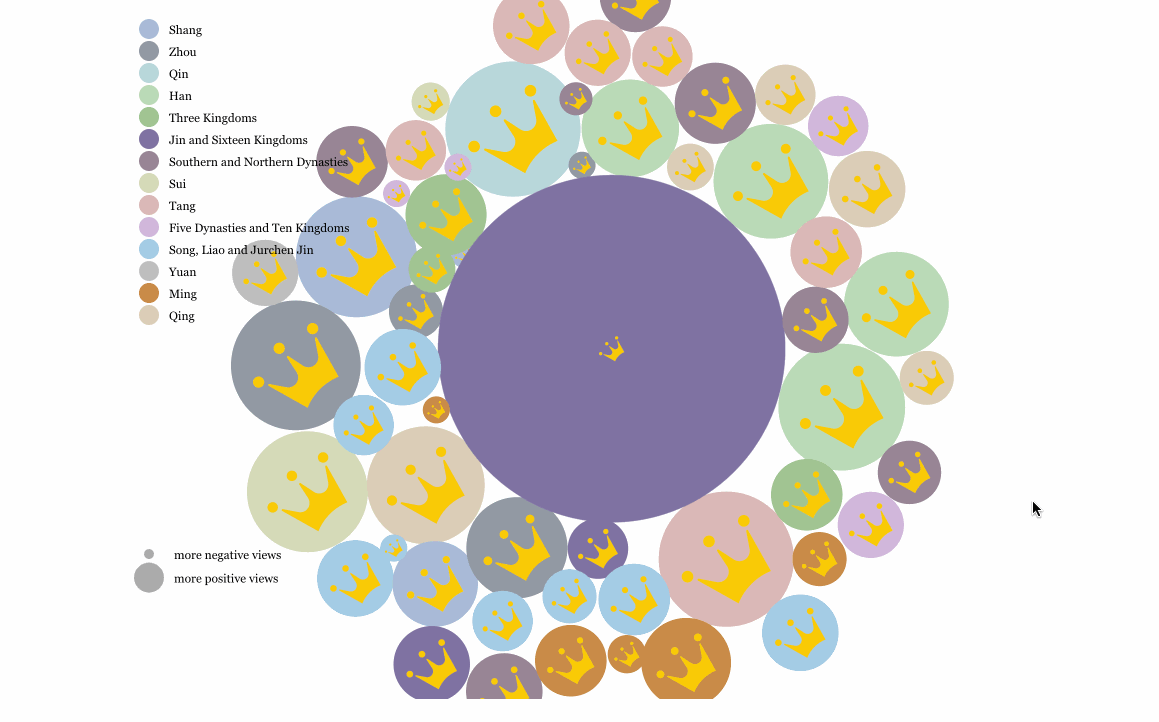 Shang
Zhou
Qin
Han
Three Kingdoms
Jin and Sixteen Kingdoms
Southern and Northern Dynasties
Sui
Tang
Five Dynasties and Ten Kingdoms
Song, Liao and Jurchen Jin
Yuan
Ming
Qing
more negative views
more positive views